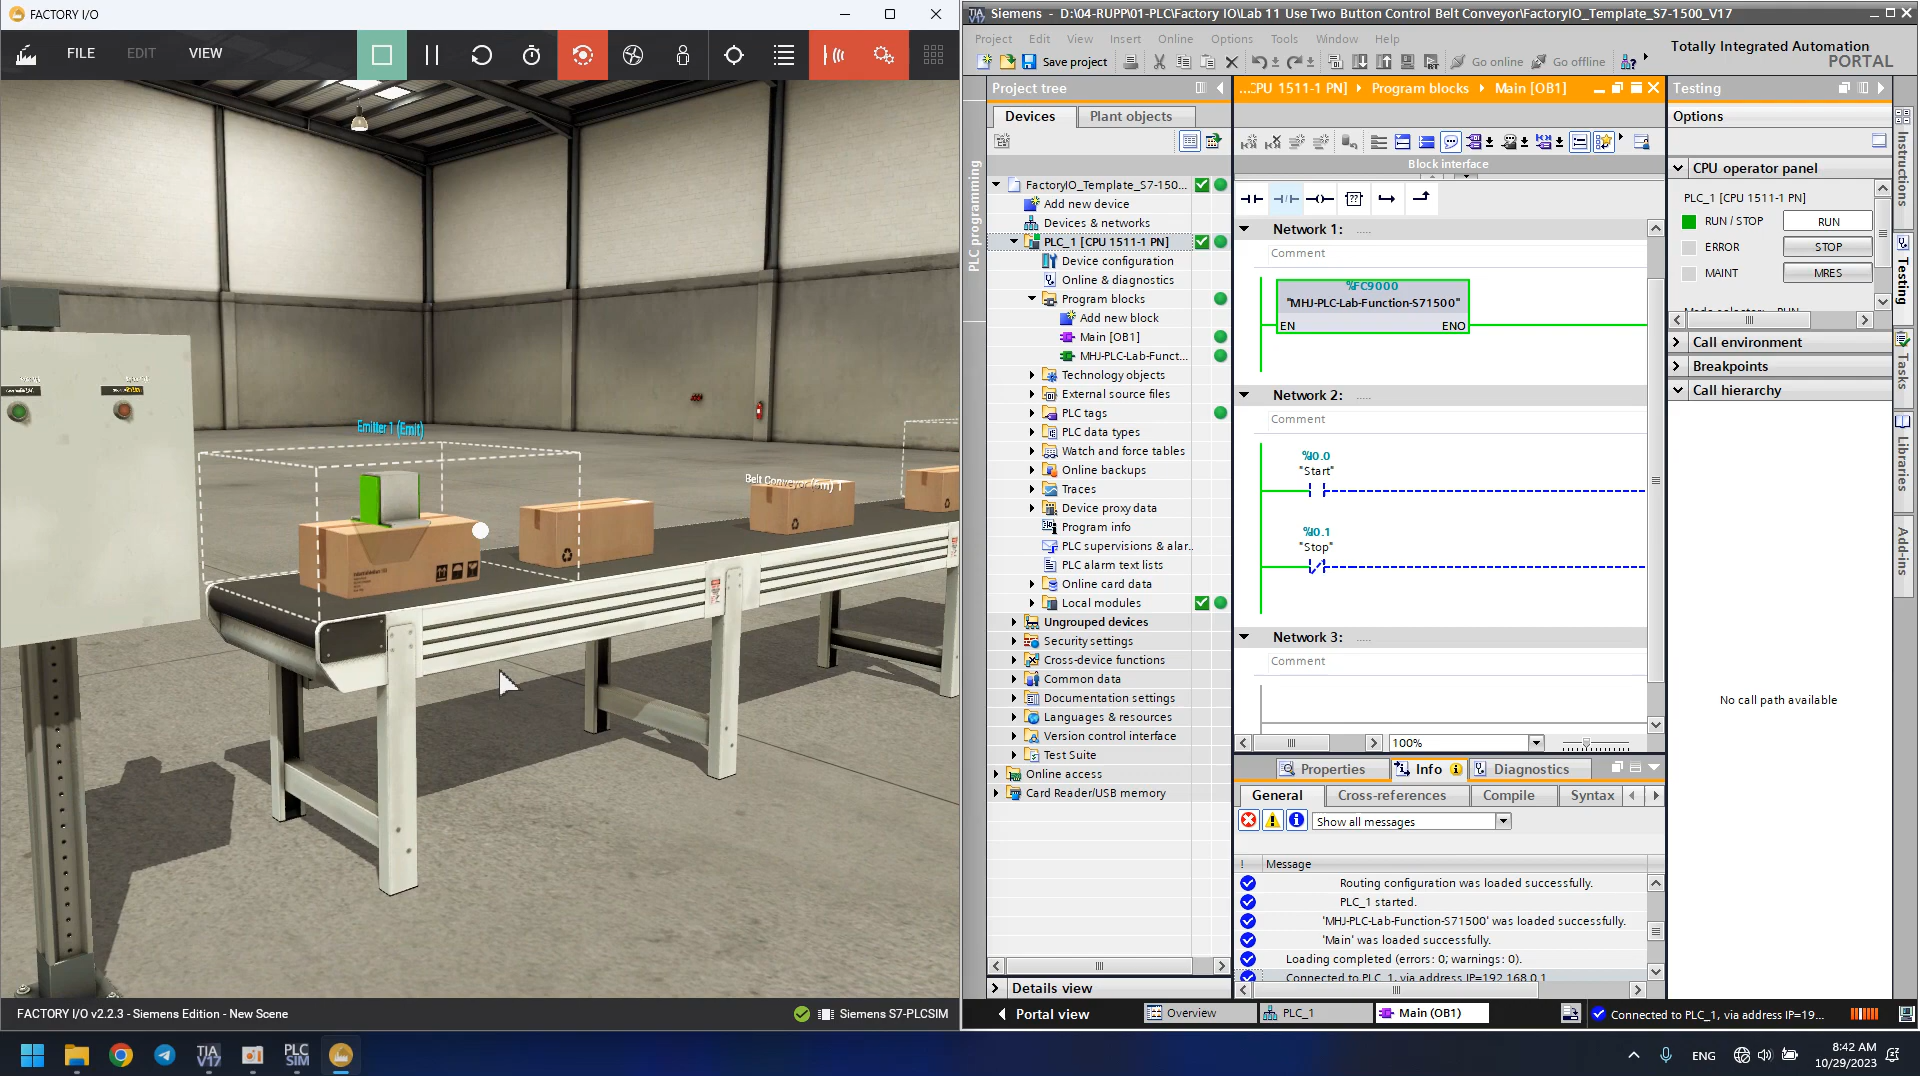 FACTORY I/O
FILE
EDIT
VIEW
Emitter 1 (Emit)
FACTORY I/O v2.2.3 - Siemens Edition - New Scene
Siemens S7-PLCSIM
Siemens - D:\04-RUPP\01-PLC\Factory IO\Lab 11 Use Two Button Control Belt Conveyor\FactoryIO_Template_S7-1500_V17
Project Edit View Insert Online Options Tools Window Help
Totally Integrated Automation
PORTAL
Save project
Go online
Go offline
Project tree
Devices
Plant objects
PLC programming
FactoryIO_Template_S7-150...
Add new device
Devices & networks
PLC_1 [CPU 1511-1 PN]
Device configuration
Online & diagnostics
Program blocks
Add new block
Main [OB1]
MHJ-PLC-Lab-Funct...
Technology objects
External source files
PLC tags
PLC data types
Watch and force tables
Online backups
Traces
Device proxy data
Program info
PLC supervisions & alar..
PLC alarm text lists
Online card data
Local modules
Ungrouped devices
Security settings
Cross-device functions
Common data
Documentation settings
Languages & resources
Version control interface
Test Suite
Online access
Card Reader/USB memory
Details view
Program blocks
Main [OB1]
Block interface
Network 1: .....
Comment
%FC9000
"MHJ-PLC-Lab-Function-S71500"
EN
ENO
Network 2: .....
Comment
%I0.0
"Start"
%I0.1
"Stop"
Network 3: .....
Comment
100%
Properties
Info
Diagnostics
General
Cross-references
Compile
Syntax
Show all messages
! Message
Routing configuration was loaded successfully.
PLC_1 started.
'MHJ-PLC-Lab-Function-S71500' was loaded successfully.
'Main' was loaded successfully.
Loading completed (errors: 0; warnings: 0).
Connected to PLC_1, via address IP=192.168.0.1
Testing
Options
CPU operator panel
PLC_1 [CPU 1511-1 PN]
RUN / STOP
RUN
ERROR
STOP
MAINT
MRES
Call environment
Breakpoints
Call hierarchy
No call path available
Instructions
Testing
Tasks
Libraries
Add-ins
Portal view
Overview
PLC_1
Main (OB1)
Connected to PLC_1, via address IP=19...
TIA
V17
PLC
SIM
ENG
8:42 AM
10/29/2023